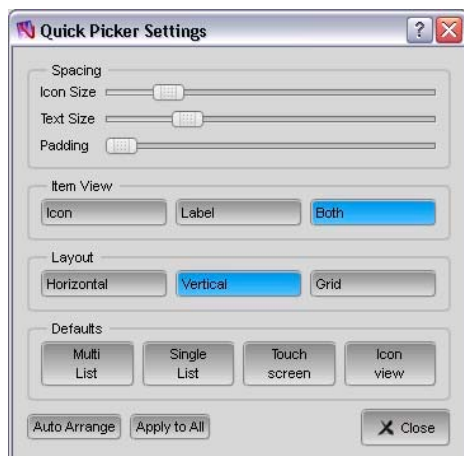 Quick Picker Settings ?
Spacing
Icon Size
Text Size
Padding
Item View
Icon Label Both
Layout
Horizontal Vertical Grid
Defaults
Multi List
Single List
Touch screen
Icon view
Auto Arrange Apply to All Close